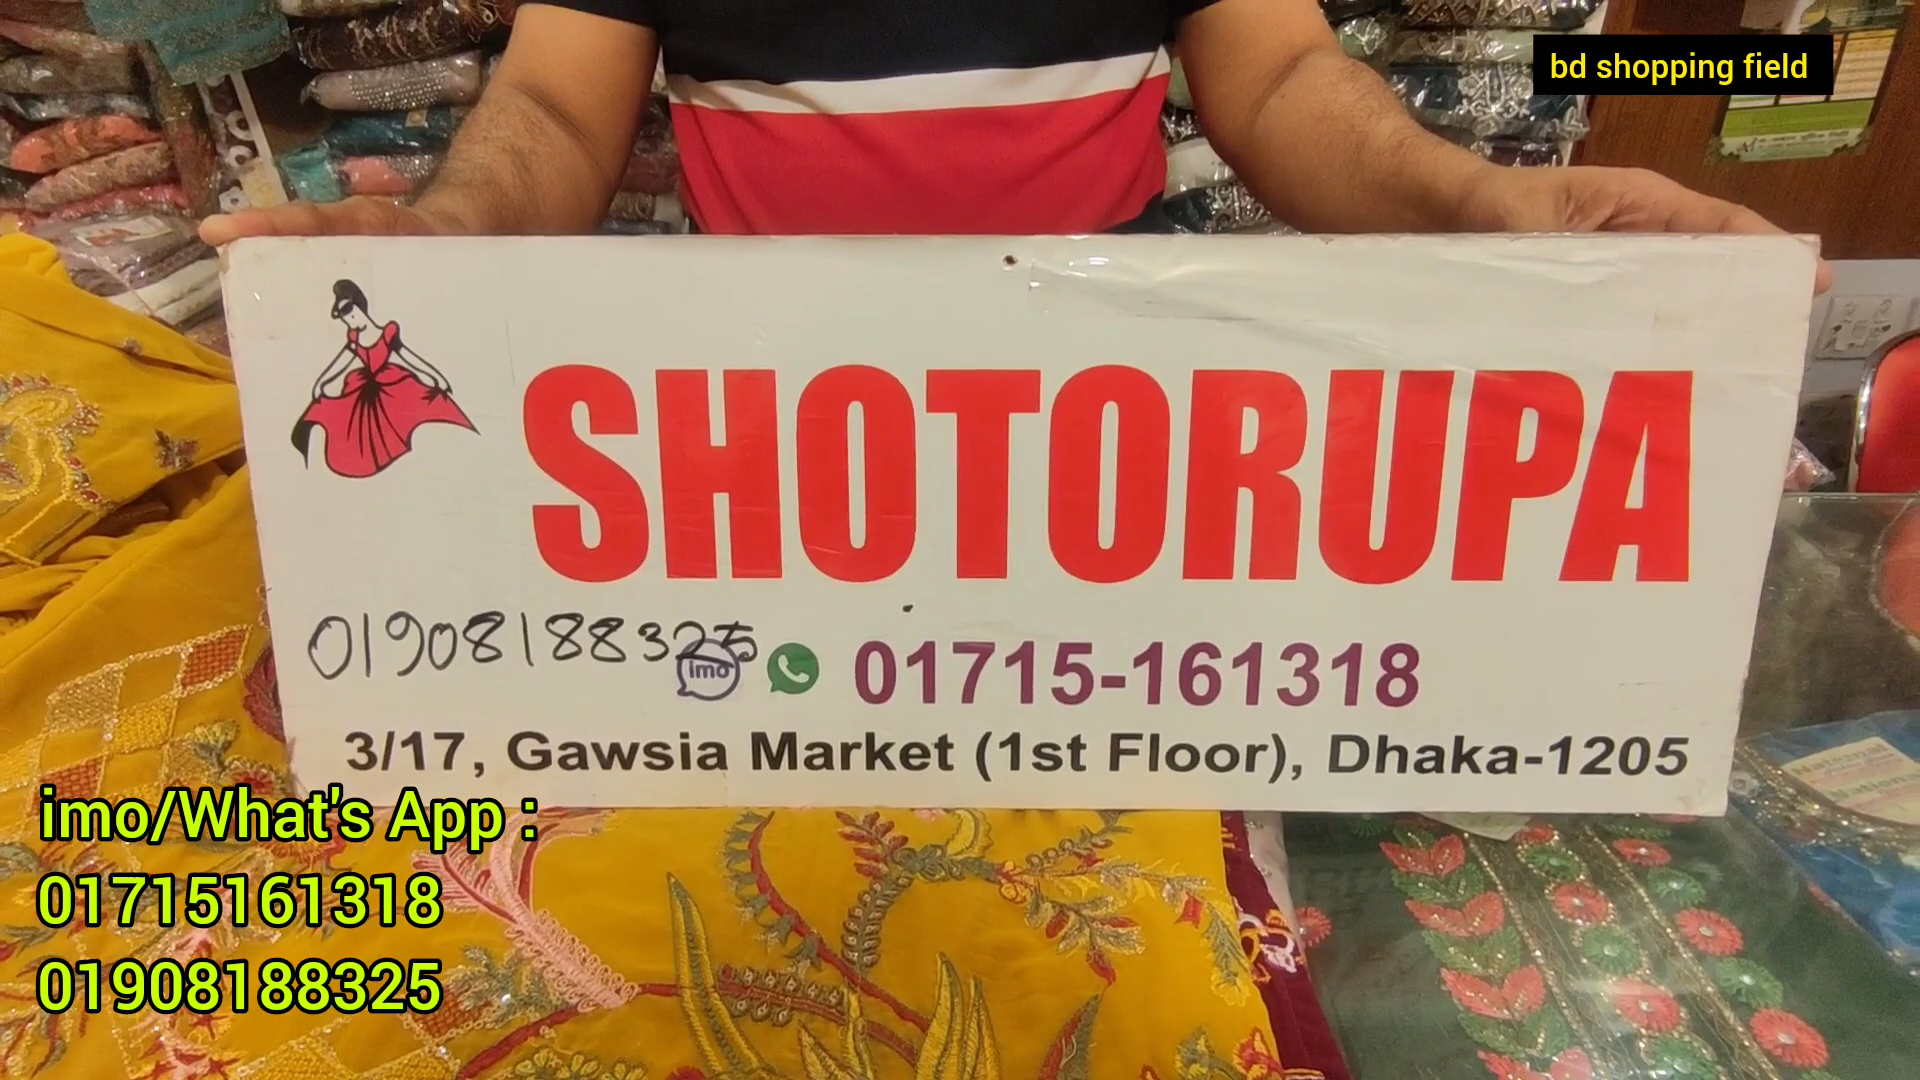 bd shopping field
SHOTORUPA
01908188325
imo
01715-161318
3/17, Gawsia Market (1st Floor), Dhaka-1205
imo/What's App :
01715161318
01908188325